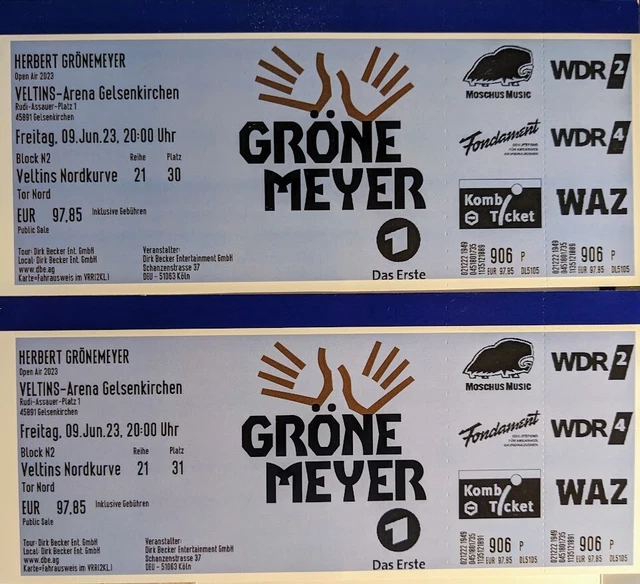 HERBERT GRÖNEMEYER
Open Air 2023
VELTINS-Arena Gelsenkirchen
Rudi-Assauer-Platz 1
45891 Gelsenkirchen
Freitag, 09.Jun.23, 20:00 Uhr
Block N2 Reihe Platz
Veltins Nordkurve 21 30
Tor Nord
EUR 97,85 Inklusive Gebühren
Public Sale
Tour: Dirk Becker Ent. GmbH
Local: Dirk Becker Ent. GmbH
www.dbe.ag
Karte=Fahrausweis im VRR(2KL.)
Veranstalter:
Dirk Becker Entertainment GmbH
Schanzenstrasse 37
DEU - 51063 Köln
GRÖNE
MEYER
1
Das Erste
MOSCHUS MUSIC
Fondament
Kombi
Ticket
WDR 2
WDR 4
WAZ
906 P
EUR 97,85 DL5105
906 P
EUR 97,85 DL5105
HERBERT GRÖNEMEYER
Open Air 2023
VELTINS-Arena Gelsenkirchen
Rudi-Assauer-Platz 1
45891 Gelsenkirchen
Freitag, 09.Jun.23, 20:00 Uhr
Block N2 Reihe Platz
Veltins Nordkurve 21 31
Tor Nord
EUR 97,85 Inklusive Gebühren
Public Sale
Tour: Dirk Becker Ent. GmbH
Local: Dirk Becker Ent. GmbH
www.dbe.ag
Karte=Fahrausweis im VRR(2KL.)
Veranstalter:
Dirk Becker Entertainment GmbH
Schanzenstrasse 37
DEU - 51063 Köln
GRÖNE
MEYER
1
Das Erste
MOSCHUS MUSIC
Fondament
Kombi
Ticket
WDR 2
WDR 4
WAZ
906 P
EUR 97,85 DL5105
906 P
EUR 97,85 DL5105